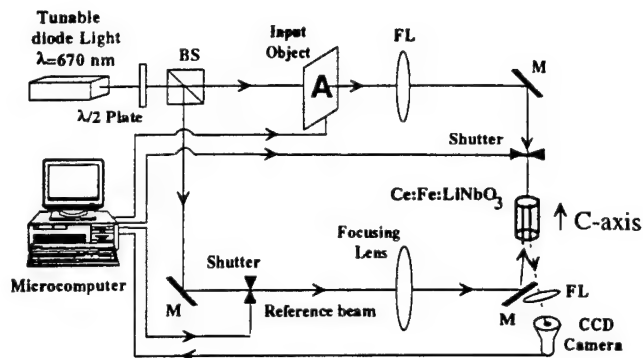 Tunable
diode Light
λ=670 nm
λ/2 Plate
BS
Input
Object
A
FL
M
Shutter
Ce:Fe:LiNbO3
C-axis
Microcomputer
Shutter
M
Reference beam
Focusing
Lens
M
FL
CCD
Camera